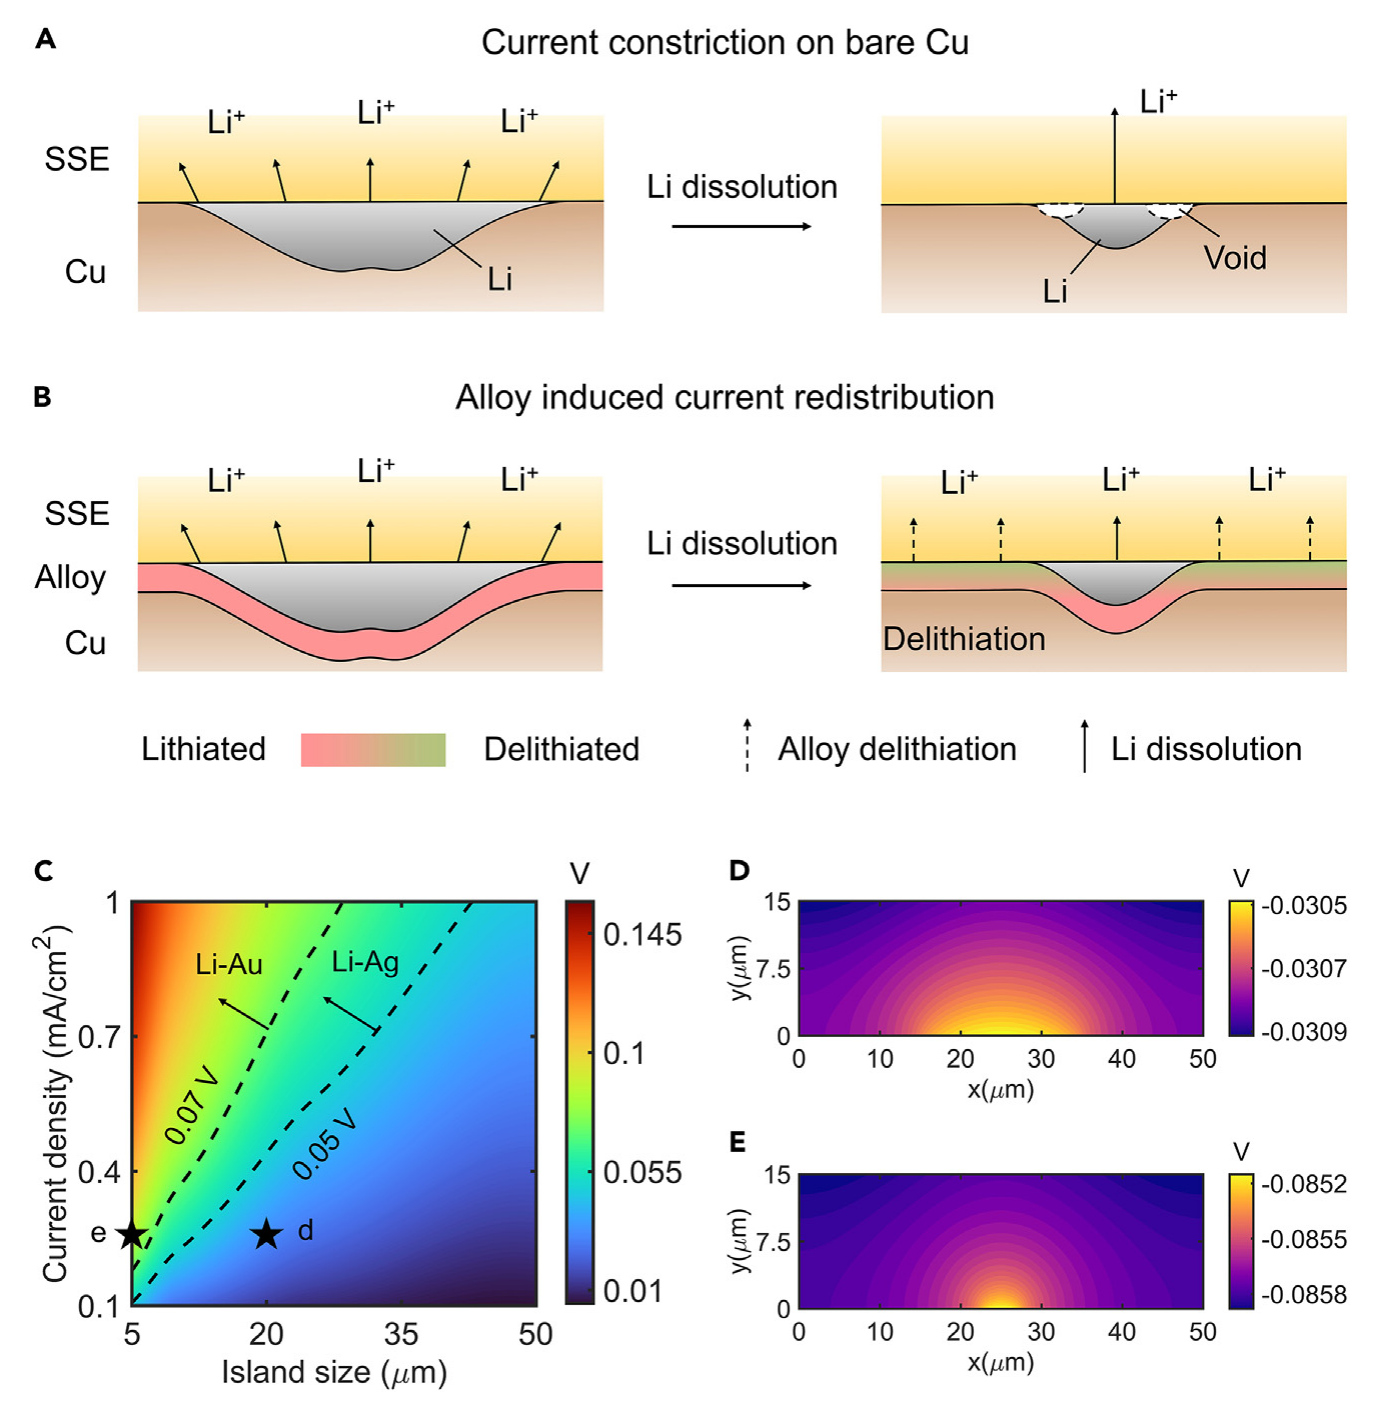 A
Current constriction on bare Cu
Li⁺ Li⁺ Li⁺
SSE
Cu
Li
Li dissolution
Li⁺
Void
Li
B
Alloy induced current redistribution
Li⁺ Li⁺ Li⁺
SSE
Alloy
Cu
Li dissolution
Li⁺ Li⁺ Li⁺
Delithiation
Lithiated Delithiated Alloy delithiation Li dissolution
C
V
1
0.7
0.4
0.1
Current density (mA/cm²)
Li-Au
Li-Ag
0.07 V
0.05 V
e
d
5 20 35 50
Island size (μm)
0.145
0.1
0.055
0.01
D
V
15
7.5
0
y(μm)
0 10 20 30 40 50
x(μm)
-0.0305
-0.0307
-0.0309
E
V
15
7.5
0
y(μm)
0 10 20 30 40 50
x(μm)
-0.0852
-0.0855
-0.0858